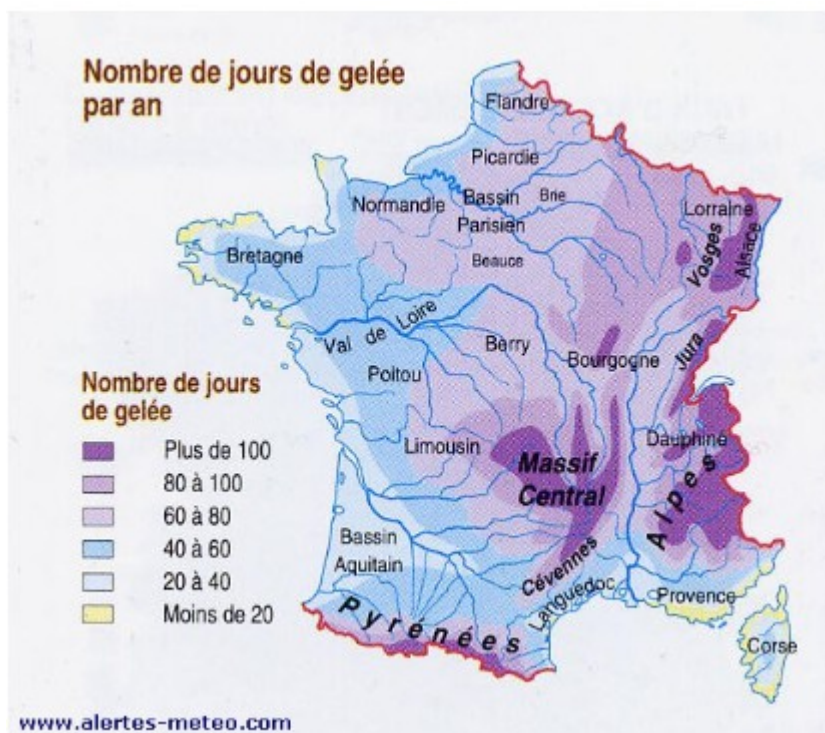 Nombre de jours de gelée
par an
Flandre
Picardie
Normandie
Bassin
Parisien
Brie
Lorraine
Vosges
Alsace
Bretagne
Beauce
Val de Loire
Berry
Bourgogne
Jura
Poitou
Nombre de jours
de gelée
Plus de 100
80 à 100
60 à 80
40 à 60
20 à 40
Moins de 20
Limousin
Massif
Central
Dauphiné
Alpes
Bassin
Aquitain
Cévennes
Languedoc
Provence
Pyrénées
Corse
www.alertes-meteo.com